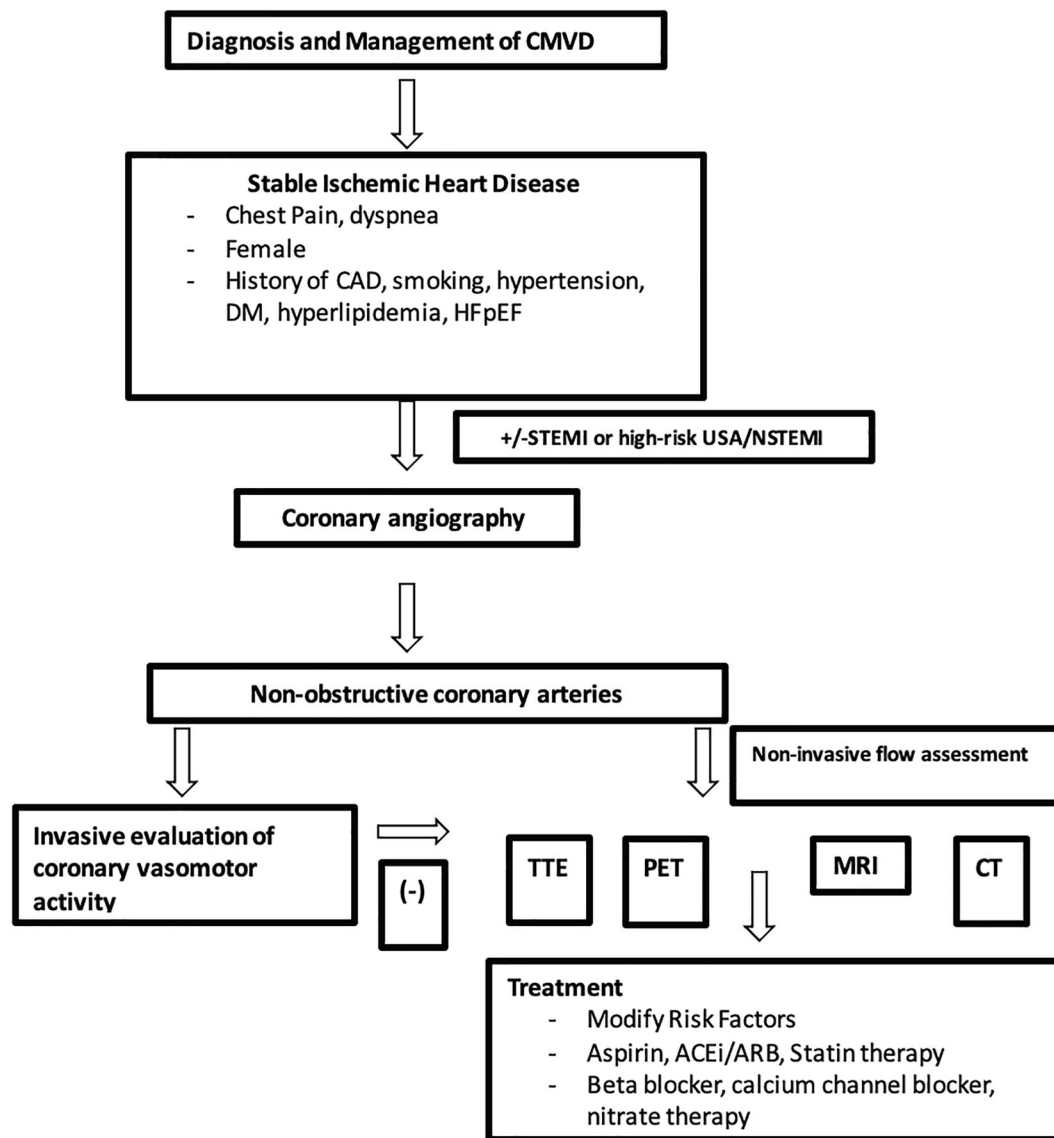 Diagnosis and Management of CMVD
Stable Ischemic Heart Disease
- Chest Pain, dyspnea
- Female
- History of CAD, smoking, hypertension,
DM, hyperlipidemia, HFpEF
+/-STEMI or high-risk USA/NSTEMI
Coronary angiography
Non-obstructive coronary arteries
Non-invasive flow assessment
Invasive evaluation of
coronary vasomotor
activity
(-)
TTE
PET
MRI
CT
Treatment
- Modify Risk Factors
- Aspirin, ACEi/ARB, Statin therapy
- Beta blocker, calcium channel blocker,
nitrate therapy